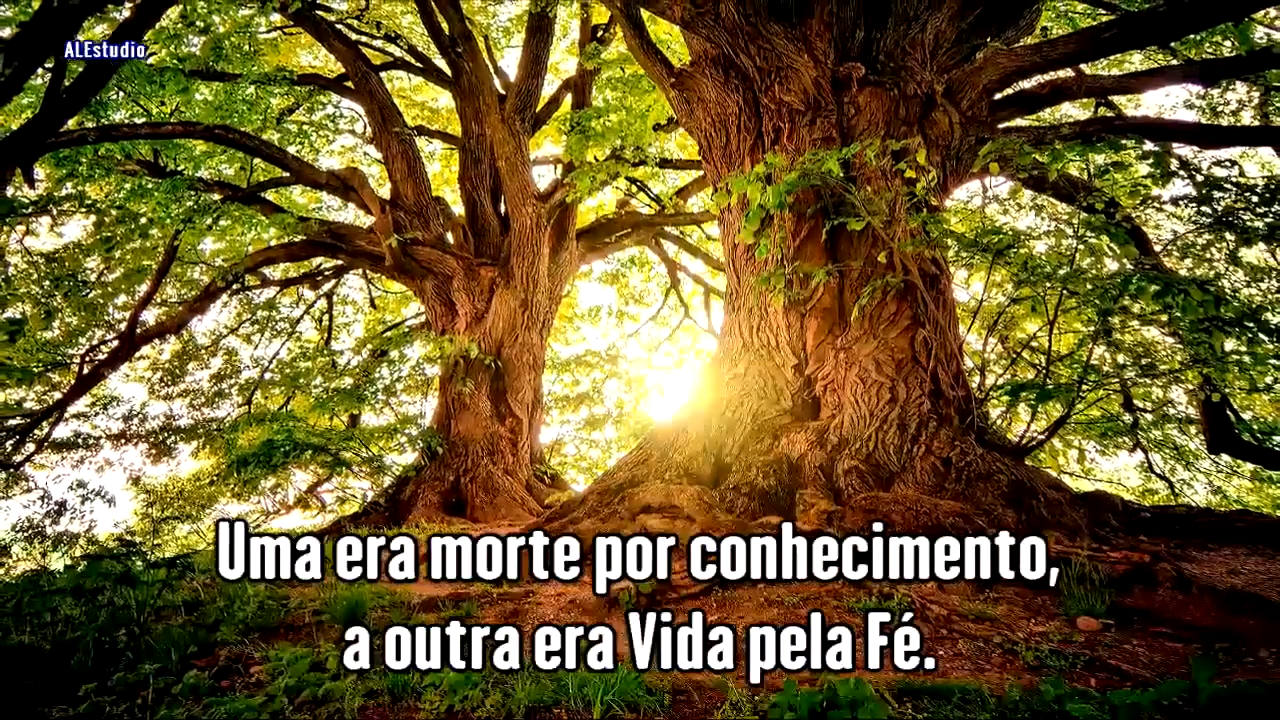 ALEstudio
Uma era morte por conhecimento,
a outra era Vida pela Fé.